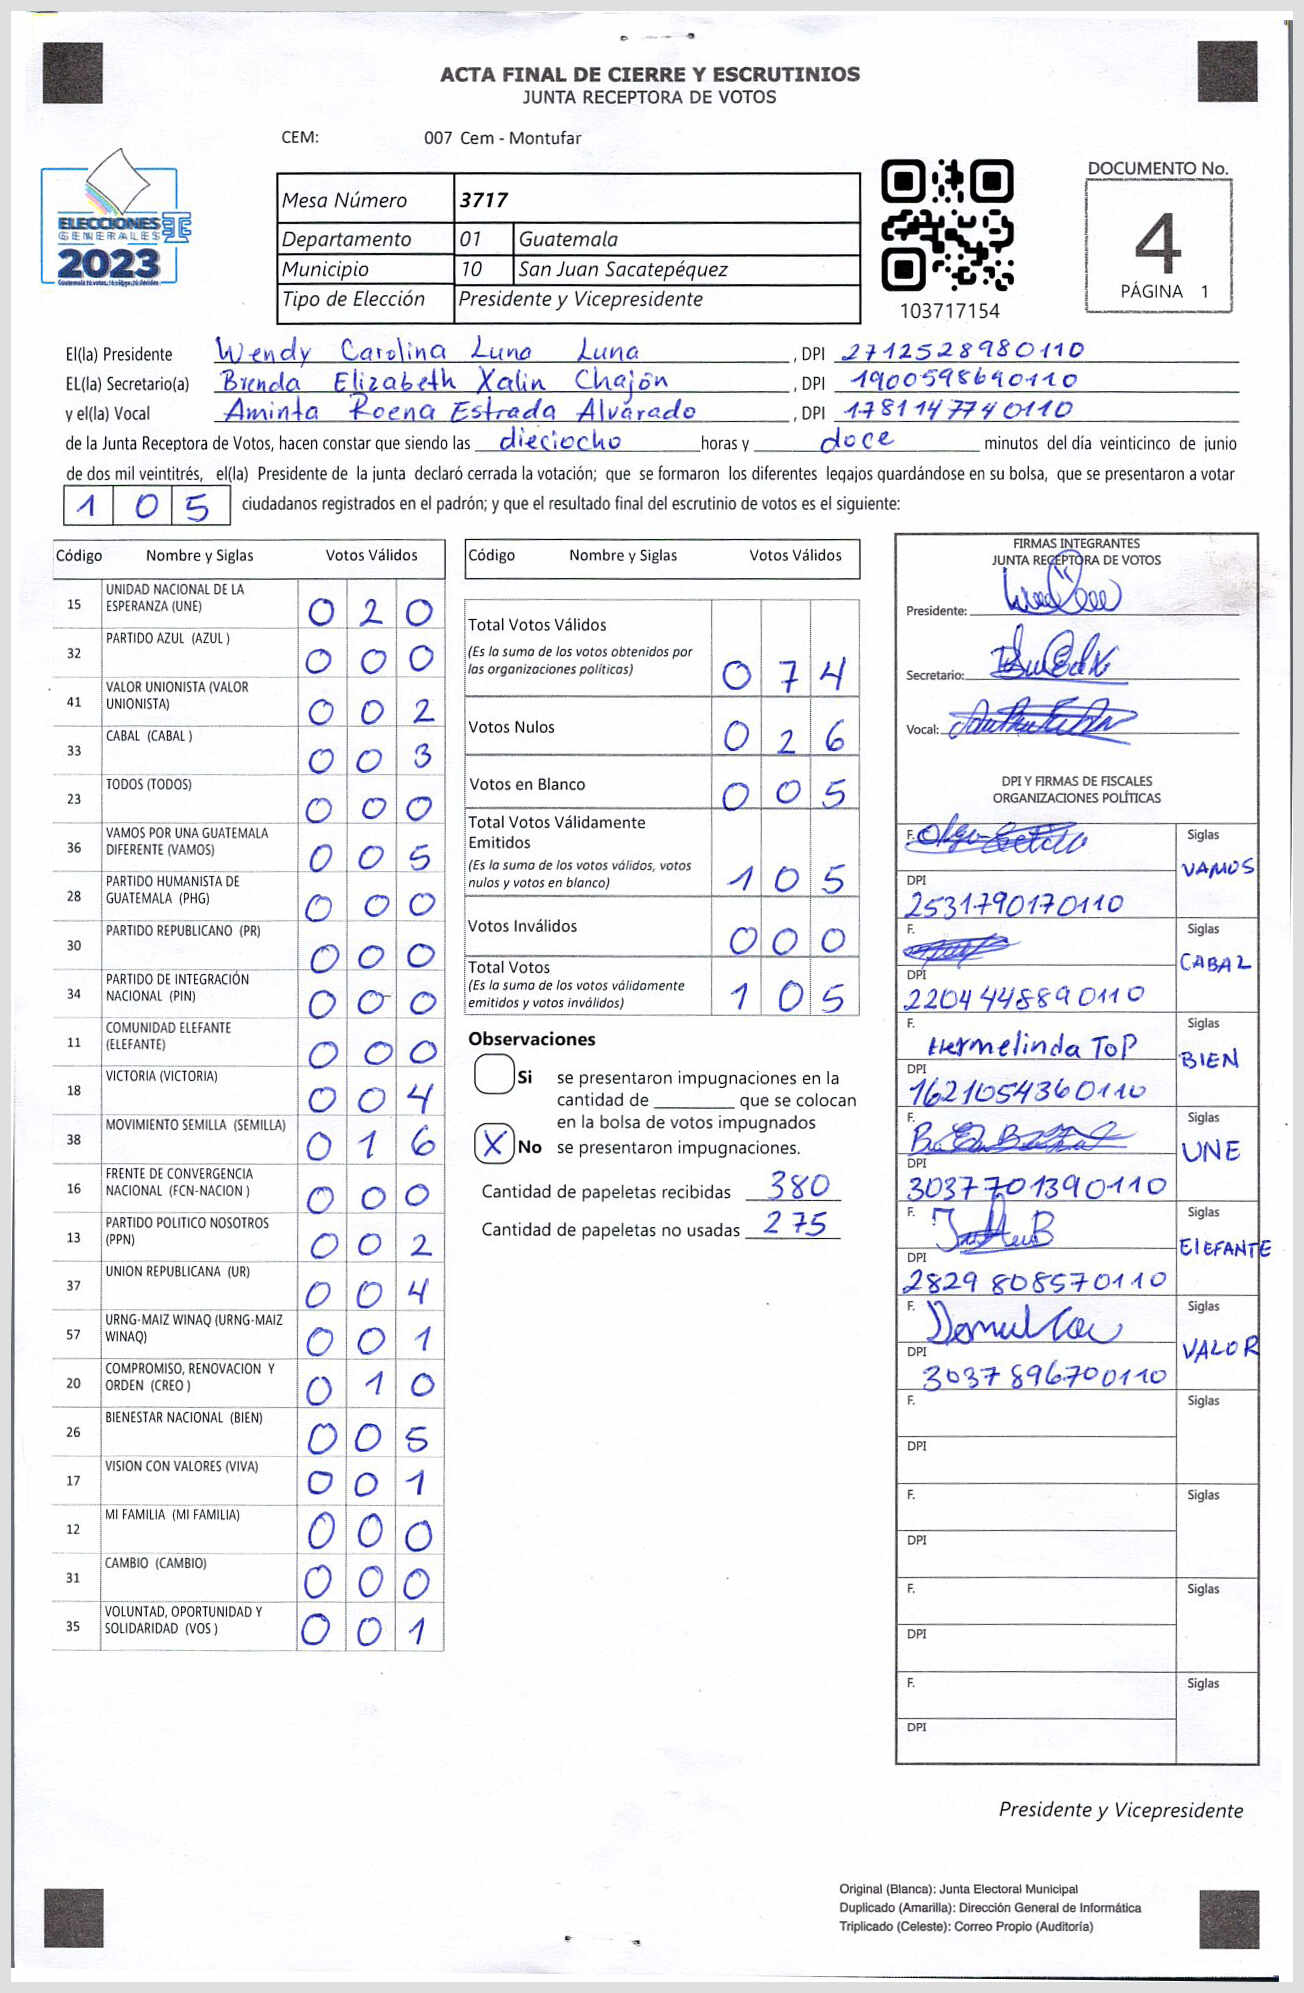 ACTA FINAL DE CIERRE Y ESCRUTINIOS
JUNTA RECEPTORA DE VOTOS
CEM: 007 Cem - Montufar
ELECCIONES
GENERALES
2023
Mesa Número 3717
Departamento 01 Guatemala
Municipio 10 San Juan Sacatepéquez
Tipo de Elección Presidente y Vicepresidente
103717154
DOCUMENTO No.
4
PÁGINA 1
El(la) Presidente Wendy Carolina Luna Luna , DPI 2712528980110
EL(la) Secretario(a) Brenda Elizabeth Xalin Chajón , DPI 1900598690110
y el(la) Vocal Aminta Roena Estrada Alvarado , DPI 1781147740110
de la Junta Receptora de Votos, hacen constar que siendo las dieciocho horas y doce minutos del día veinticinco de junio
de dos mil veintitrés, el(la) Presidente de la junta declaró cerrada la votación; que se formaron los diferentes legajos guardándose en su bolsa, que se presentaron a votar
1 0 5 ciudadanos registrados en el padrón; y que el resultado final del escrutinio de votos es el siguiente:
Código Nombre y Siglas Votos Válidos
15 UNIDAD NACIONAL DE LA
ESPERANZA (UNE) 0 2 0
32 PARTIDO AZUL (AZUL ) 0 0 0
41 VALOR UNIONISTA (VALOR
UNIONISTA) 0 0 2
33 CABAL (CABAL ) 0 0 3
23 TODOS (TODOS) 0 0 0
36 VAMOS POR UNA GUATEMALA
DIFERENTE (VAMOS) 0 0 5
28 PARTIDO HUMANISTA DE
GUATEMALA (PHG) 0 0 0
30 PARTIDO REPUBLICANO (PR) 0 0 0
34 PARTIDO DE INTEGRACIÓN
NACIONAL (PIN) 0 0 0
11 COMUNIDAD ELEFANTE
(ELEFANTE) 0 0 0
18 VICTORIA (VICTORIA) 0 0 4
38 MOVIMIENTO SEMILLA (SEMILLA) 0 1 6
16 FRENTE DE CONVERGENCIA
NACIONAL (FCN-NACION ) 0 0 0
13 PARTIDO POLITICO NOSOTROS
(PPN) 0 0 2
37 UNION REPUBLICANA (UR) 0 0 4
57 URNG-MAIZ WINAQ (URNG-MAIZ
WINAQ) 0 0 1
20 COMPROMISO, RENOVACION Y
ORDEN (CREO ) 0 1 0
26 BIENESTAR NACIONAL (BIEN) 0 0 5
17 VISION CON VALORES (VIVA) 0 0 1
12 MI FAMILIA (MI FAMILIA) 0 0 0
31 CAMBIO (CAMBIO) 0 0 0
35 VOLUNTAD, OPORTUNIDAD Y
SOLIDARIDAD (VOS ) 0 0 1
Código Nombre y Siglas Votos Válidos
Total Votos Válidos
(Es la suma de los votos obtenidos por
las organizaciones políticas) 0 7 4
Votos Nulos 0 2 6
Votos en Blanco 0 0 5
Total Votos Válidamente
Emitidos
(Es la suma de los votos válidos, votos
nulos y votos en blanco) 1 0 5
Votos Inválidos 0 0 0
Total Votos
(Es la suma de los votos válidamente
emitidos y votos inválidos) 1 0 5
Observaciones
Si se presentaron impugnaciones en la
cantidad de ________ que se colocan
en la bolsa de votos impugnados
X No se presentaron impugnaciones.
Cantidad de papeletas recibidas 380
Cantidad de papeletas no usadas 275
FIRMAS INTEGRANTES
JUNTA RECEPTORA DE VOTOS
Presidente:
Secretario:
Vocal:
DPI Y FIRMAS DE FISCALES
ORGANIZACIONES POLÍTICAS
F. Siglas
VAMOS
DPI
2531790170110
F. Siglas
CABAL
DPI
2204448890110
F. Siglas
Hermelinda Top BIEN
DPI
1621054360110
F. Siglas
UNE
DPI
3037701390110
F. Siglas
ElEFANTE
DPI
2829 808570110
F. Siglas
VALOR
DPI
3037896700110
F. Siglas
DPI
F. Siglas
DPI
F. Siglas
DPI
F. Siglas
DPI
Presidente y Vicepresidente
Original (Blanca): Junta Electoral Municipal
Duplicado (Amarilla): Dirección General de Informática
Triplicado (Celeste): Correo Propio (Auditoría)